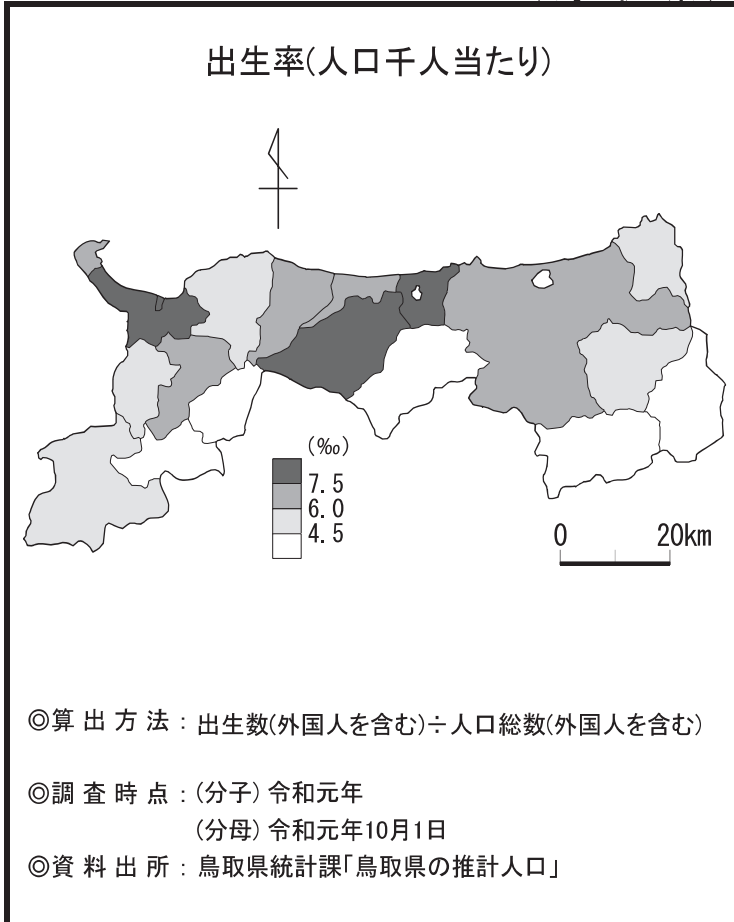 出生率(人口千人当たり)
(‰)
7.5
6.0
4.5
0 20km
◎算出方法：出生数(外国人を含む)÷人口総数(外国人を含む)
◎調査時点：(分子) 令和元年
(分母) 令和元年10月1日
◎資料出所：鳥取県統計課「鳥取県の推計人口」